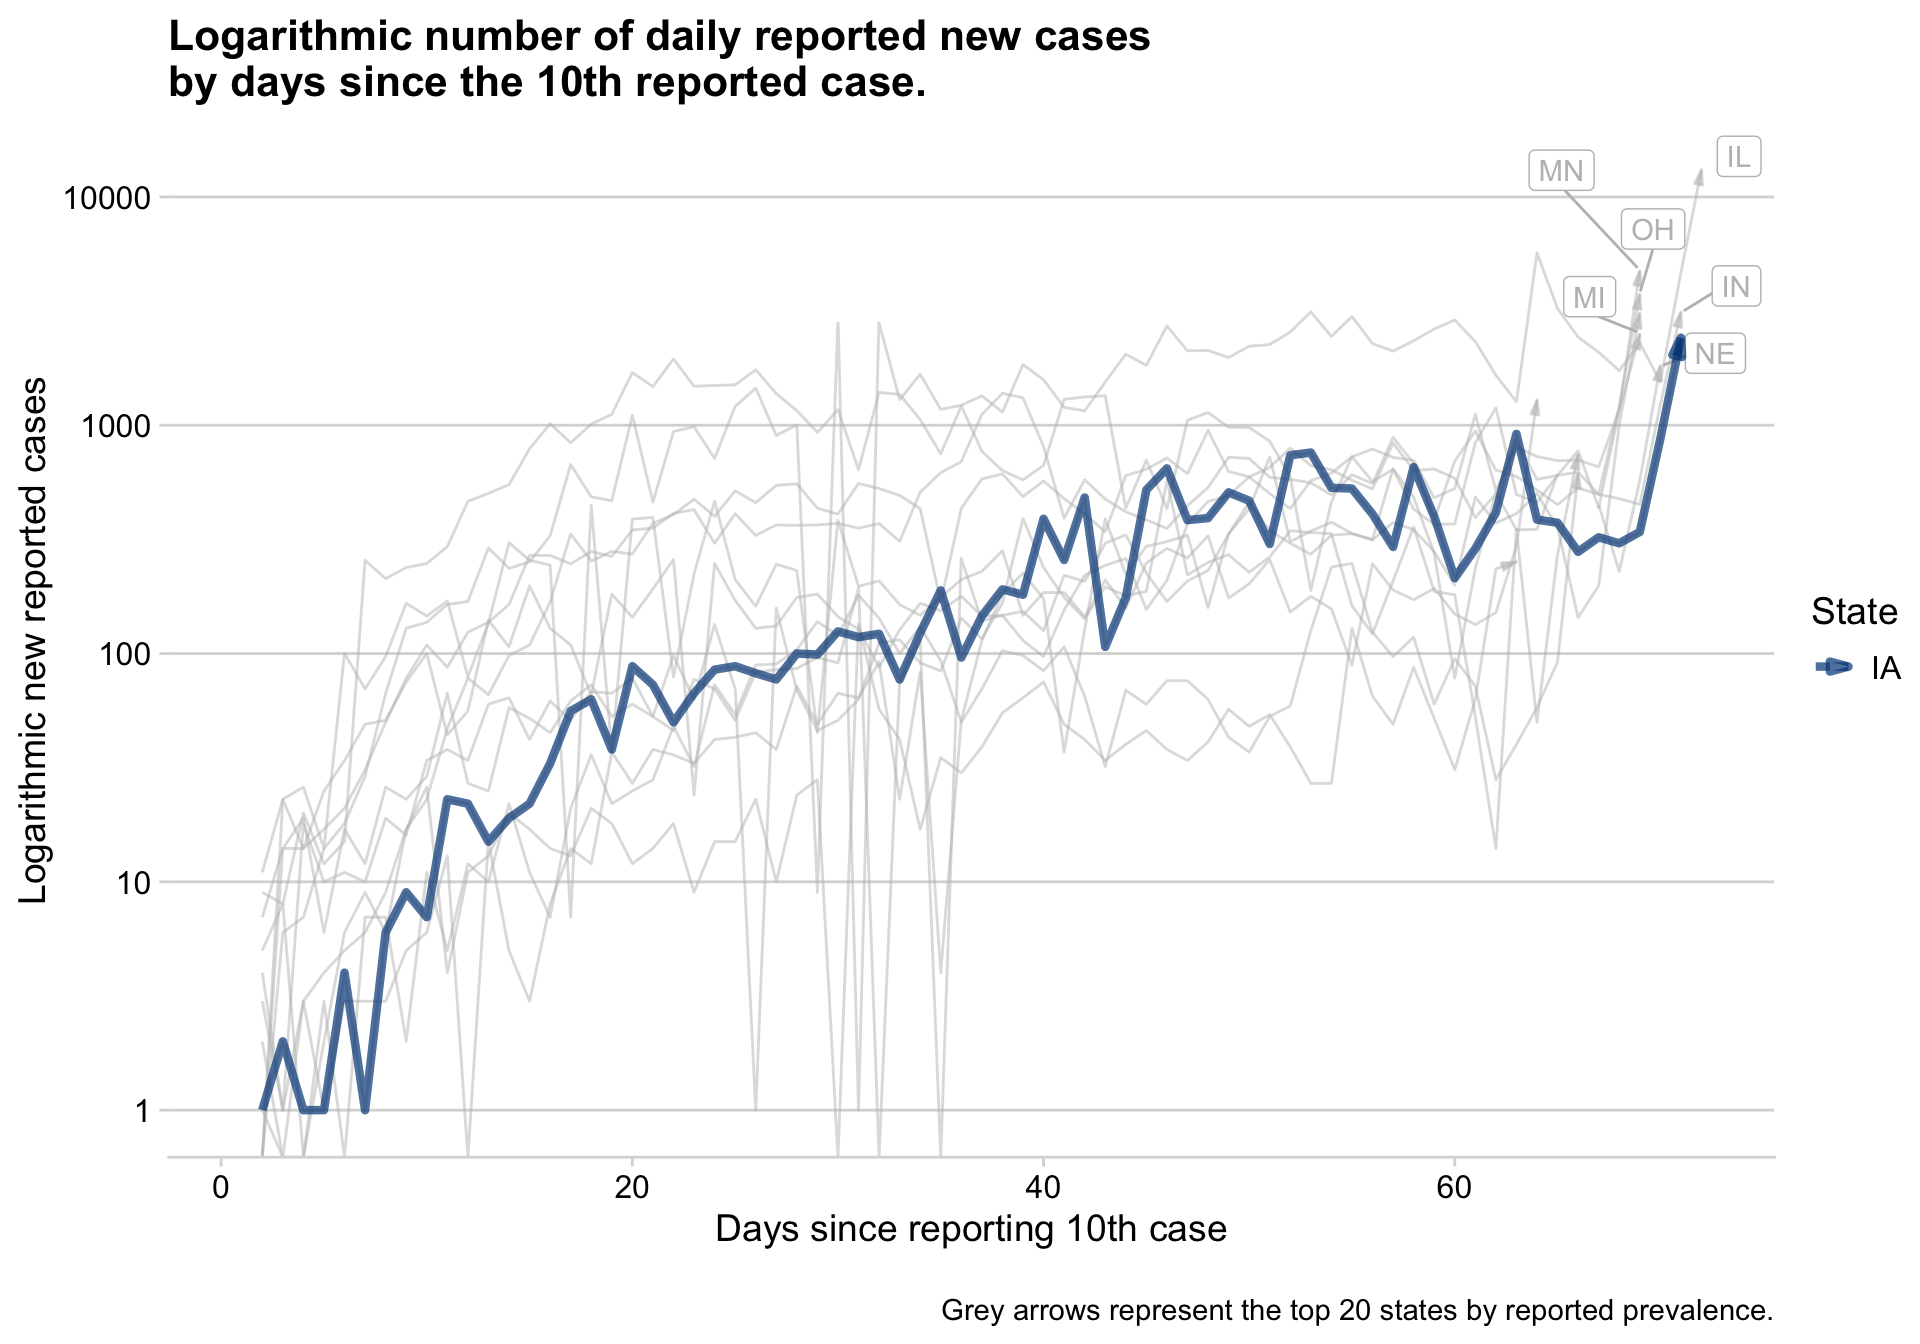 Logarithmic number of daily reported new cases
by days since the 10th reported case.
Logarithmic new reported cases
10000
1000
100
10
1
MN
IL
OH
IN
MI
NE
State
IA
0
20
40
60
Days since reporting 10th case
Grey arrows represent the top 20 states by reported prevalence.